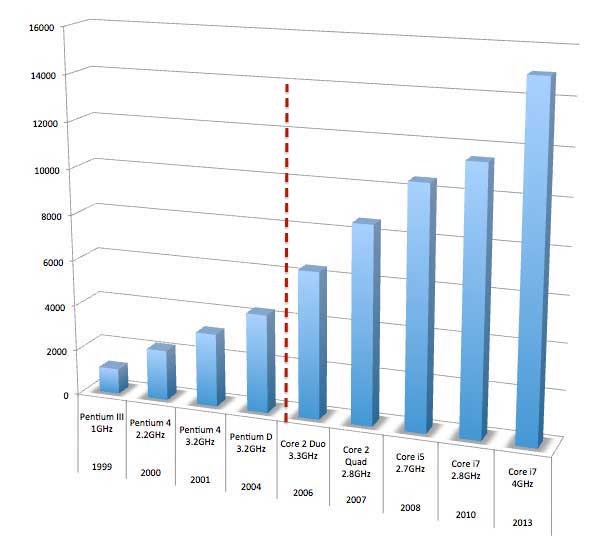 16000
14000
12000
10000
8000
6000
4000
2000
0
Pentium III
1GHz
1999
Pentium 4
2.2GHz
2000
Pentium 4
3.2GHz
2001
Pentium D
3.2GHz
2004
Core 2 Duo
3.3GHz
2006
Core 2
Quad
2.8GHz
2007
Core i5
2.7GHz
2008
Core i7
2.8GHz
2010
Core i7
4GHz
2013